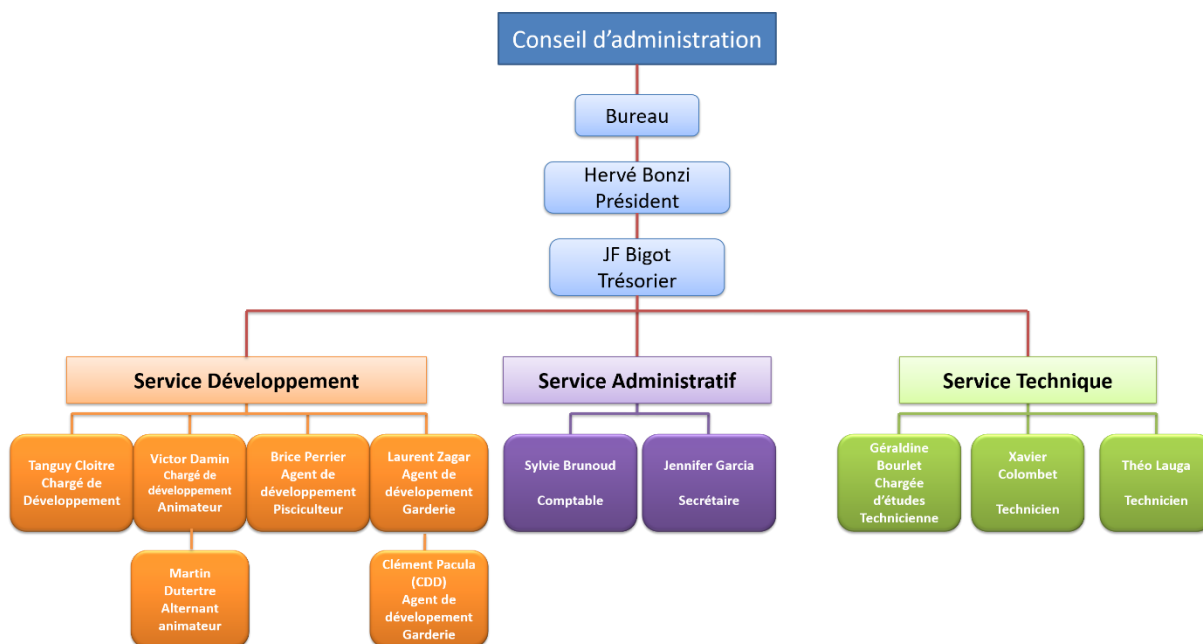 Conseil d'administration
Bureau
Hervé Bonzi
Président
JF Bigot
Trésorier
Service Développement
Service Administratif
Service Technique
Tanguy Cloitre
Chargé de
Développement
Victor Damin
Chargé de
développement
Animateur
Brice Perrier
Agent de
développement
Pisciculteur
Laurent Zagar
Agent de
dévelopement
Garderie
Sylvie Brunoud
Comptable
Jennifer Garcia
Secrétaire
Géraldine
Bourlet
Chargée
d'études
Technicienne
Xavier
Colombet
Technicien
Théo Lauga
Technicien
Martin
Dutertre
Alternant
animateur
Clément Pacula
(CDD)
Agent de
dévelopement
Garderie